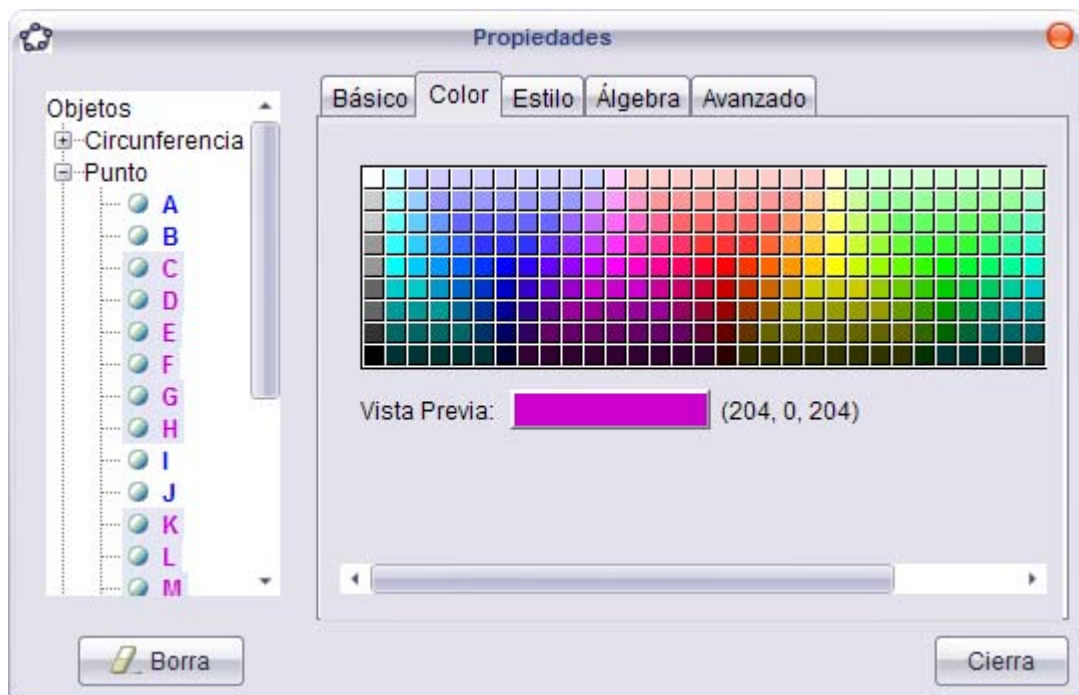 Propiedades
Objetos
Circunferencia
Punto
A
B
C
D
E
F
G
H
I
J
K
L
M
Básico Color Estilo Álgebra Avanzado
Vista Previa: (204, 0, 204)
Borra
Cierra